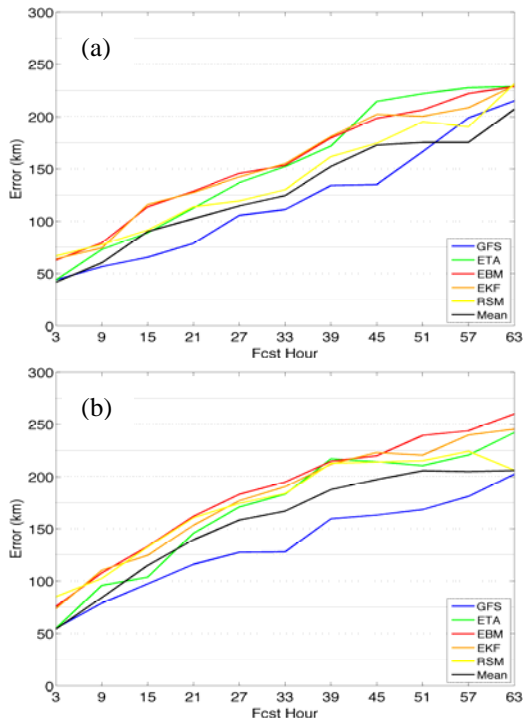 300
(a)
250
200
150
100
50
0
Error (km)
GFS
ETA
EBM
EKF
RSM
Mean
3 9 15 21 27 33 39 45 51 57 63
Fcst Hour
300
(b)
250
200
150
100
50
0
Error (km)
GFS
ETA
EBM
EKF
RSM
Mean
3 9 15 21 27 33 39 45 51 57 63
Fcst Hour